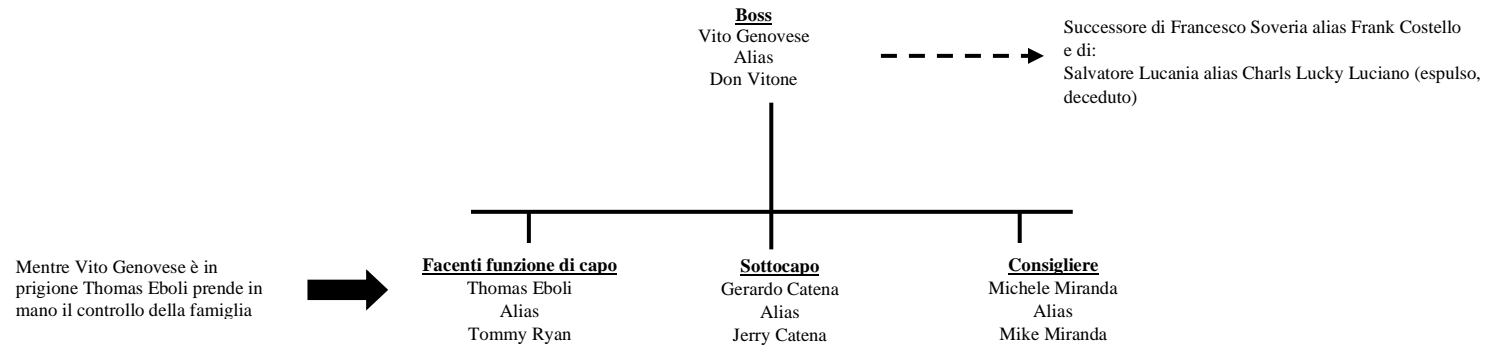 Boss
Vito Genovese
Alias
Don Vitone
Successore di Francesco Soveria alias Frank Costello
e di:
Salvatore Lucania alias Charls Lucky Luciano (espulso,
deceduto)
Mentre Vito Genovese è in
prigione Thomas Eboli prende in
mano il controllo della famiglia
Facenti funzione di capo
Thomas Eboli
Alias
Tommy Ryan
Sottocapo
Gerardo Catena
Alias
Jerry Catena
Consigliere
Michele Miranda
Alias
Mike Miranda